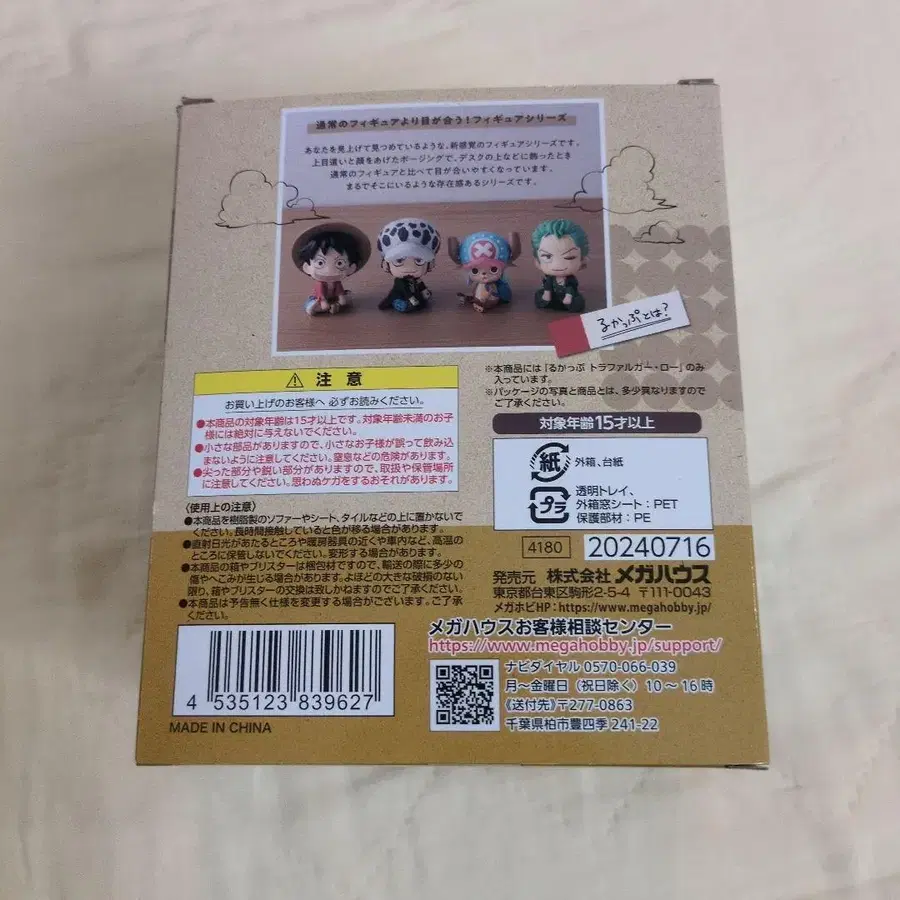 通常のフィギュアより目が合う！フィギュアシリーズ
あなたを見上げて見つめているような、新感覚のフィギュアシリーズです。
上目遣いと顔をあげたポージングで、デスクの上などに飾ったとき
通常のフィギュアと比べて目が合いやすくなっています。
まるでそこにいるような存在感あるシリーズです。
るかっぷとは?
※本商品には「るかっぷ トラファルガー・ロー」のみ
入っています。
※パッケージの写真と商品とは、多少異なりますので
ご了承ください。
⚠ 注意
お買い上げのお客様へ 必ずお読みください。
●本商品の対象年齢は15才以上です。対象年齢未満のお子
様には絶対に与えないでください。
●小さな部品がありますので、小さなお子様が誤って飲み込
まないように注意してください。窒息などの危険があります。
●尖った部分や鋭い部分がありますので、取扱や保管場所
に注意してください。思わぬケガをするおそれがあります。
対象年齢15才以上
紙
外箱、台紙
プラ
透明トレイ、
外箱窓シート：PET
保護部材：PE
〈使用上の注意〉
●本商品を樹脂製のソファーやシート、タイルなどの上に置かないで
ください。長時間接触していると色が移る場合があります。
●直射日光があたるところや暖房器具の近くや車内など、高温の
ところに保管しないでください。変形する場合があります。
●本商品の箱やブリスターは梱包材ですので、輸送の際に多少の
傷やへこみが生じる場合があります。よほどの大きな破損のない
限り、箱やブリスターの交換は致しかねますのでご了承ください。
●本商品は予告無く仕様を変更する場合がございます。ご了承
ください。
4180
20240716
発売元 株式会社 メガハウス
東京都台東区駒形2-5-4 〒111-0043
メガホビHP：https://www.megahobby.jp/
メガハウスお客様相談センター
https://www.megahobby.jp/support/
ナビダイヤル 0570-066-039
月～金曜日（祝日除く）10～16時
《送付先》〒277-0863
千葉県柏市豊四季241-22
4 535123 839627
MADE IN CHINA